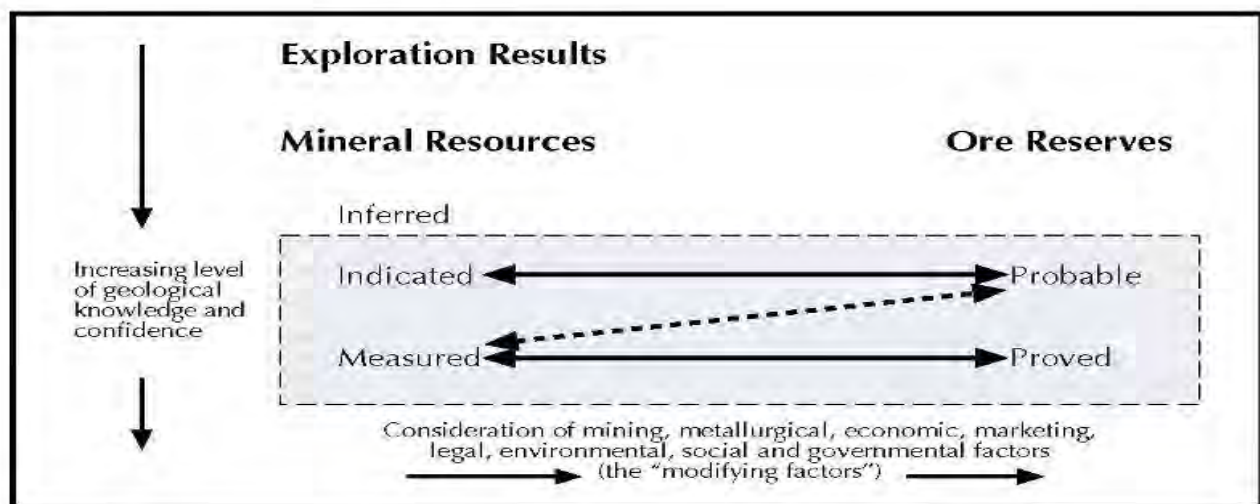 Exploration Results
Mineral Resources
Ore Reserves
Inferred
Increasing level
of geological
knowledge and
confidence
Indicated
Probable
Measured
Proved
Consideration of mining, metallurgical, economic, marketing,
legal, environmental, social and governmental factors
(the “modifying factors”)